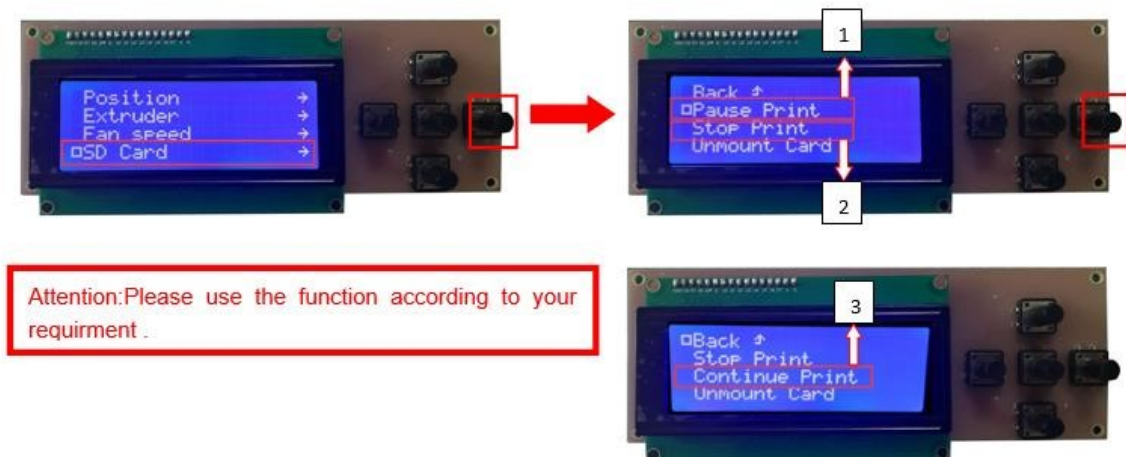 Position →
Extruder →
Fan speed →
SD Card →
1
Back
Pause Print
Stop Print
Unmount Card
2
Attention:Please use the function according to your
requirment .
3
Back
Stop Print
Continue Print
Unmount Card